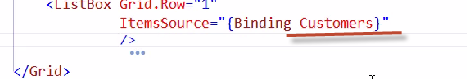 <ListBox Grid.Row="1"
ItemsSource="{Binding Customers}"
/>
</Grid>